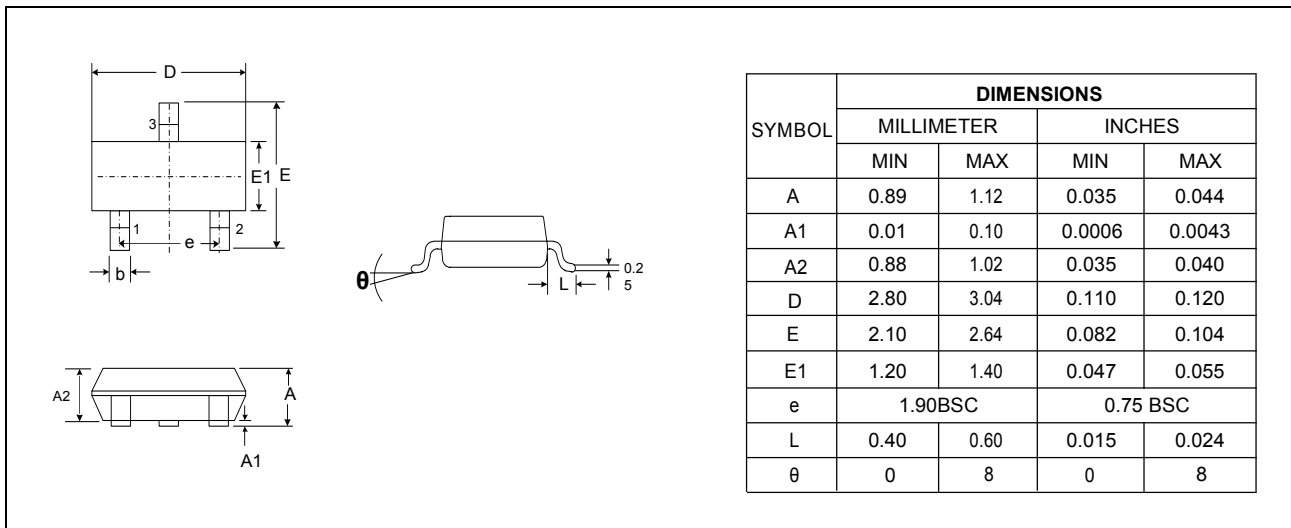 D
3
E1
E
1
2
e
b
θ
L
0.2
5
A2
A
A1
DIMENSIONS
SYMBOL MILLIMETER INCHES
MIN MAX MIN MAX
A 0.89 1.12 0.035 0.044
A1 0.01 0.10 0.0006 0.0043
A2 0.88 1.02 0.035 0.040
D 2.80 3.04 0.110 0.120
E 2.10 2.64 0.082 0.104
E1 1.20 1.40 0.047 0.055
e 1.90BSC 0.75 BSC
L 0.40 0.60 0.015 0.024
θ 0 8 0 8